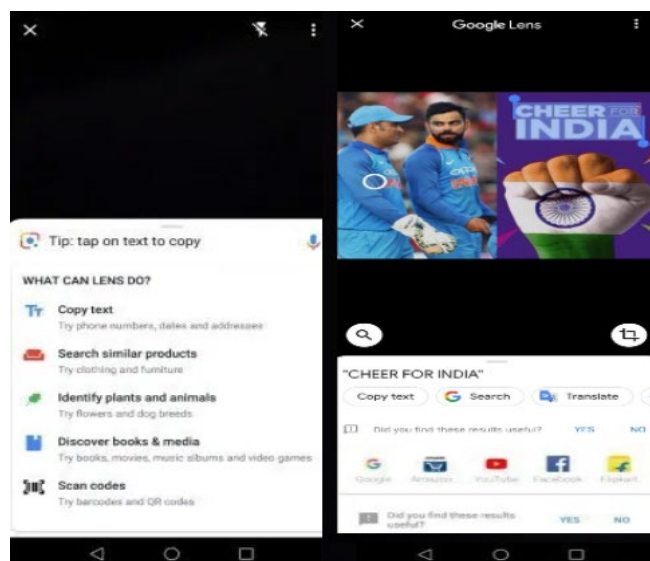 Tip: tap on text to copy
WHAT CAN LENS DO?
Tr Copy text
Try phone numbers, dates and addresses
Search similar products
Try clothing and furniture
Identify plants and animals
Try flowers and dog breeds
Discover books & media
Try books, movies, music albums and video games
Scan codes
Try barcodes and QR codes
Google Lens
CHEER FOR
INDIA
oppo
"CHEER FOR INDIA"
Copy text
G Search
Translate
Did you find these results useful? YES NO
Google Amazon YouTube Facebook Flipkart
Did you find these results
useful?
YES NO